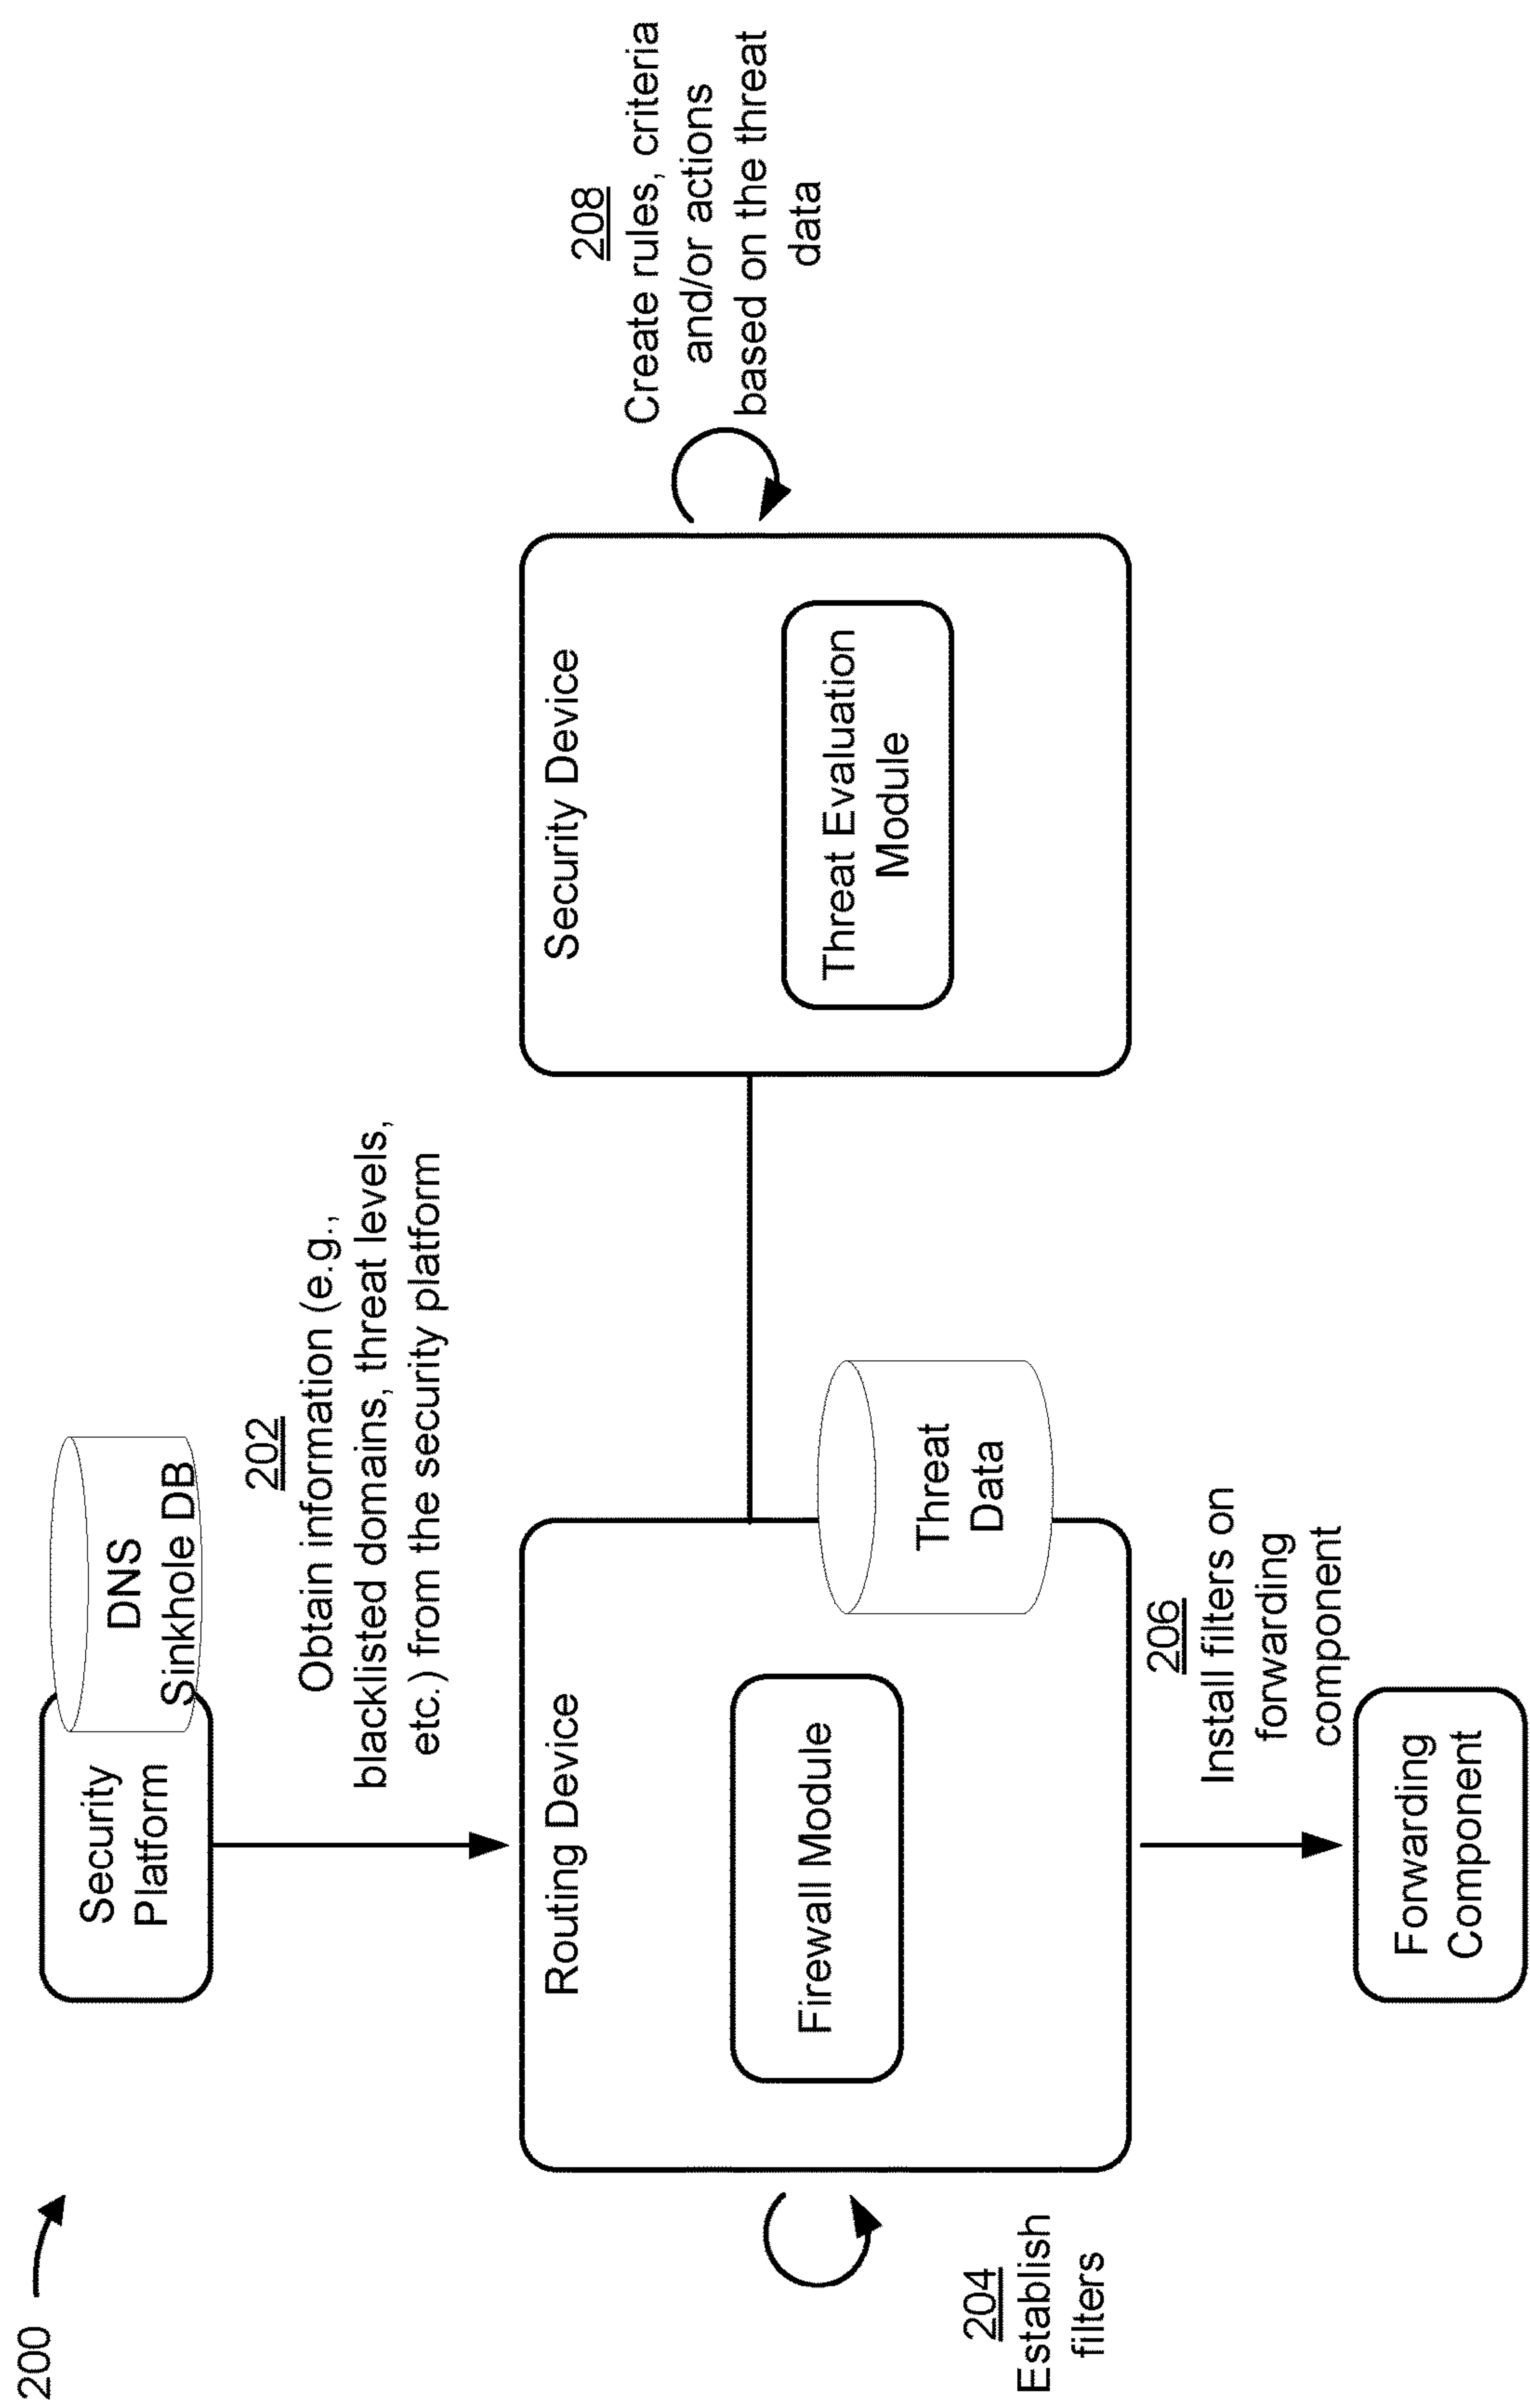 200
Security
Platform
DNS
Sinkhole DB
202
Obtain information (e.g.,
blacklisted domains, threat levels,
etc.) from the security platform
Routing Device
Firewall Module
Threat
Data
204
Establish
filters
206
Install filters on
forwarding
component
Forwarding
Component
Security Device
Threat Evaluation
Module
208
Create rules, criteria
and/or actions
based on the threat
data